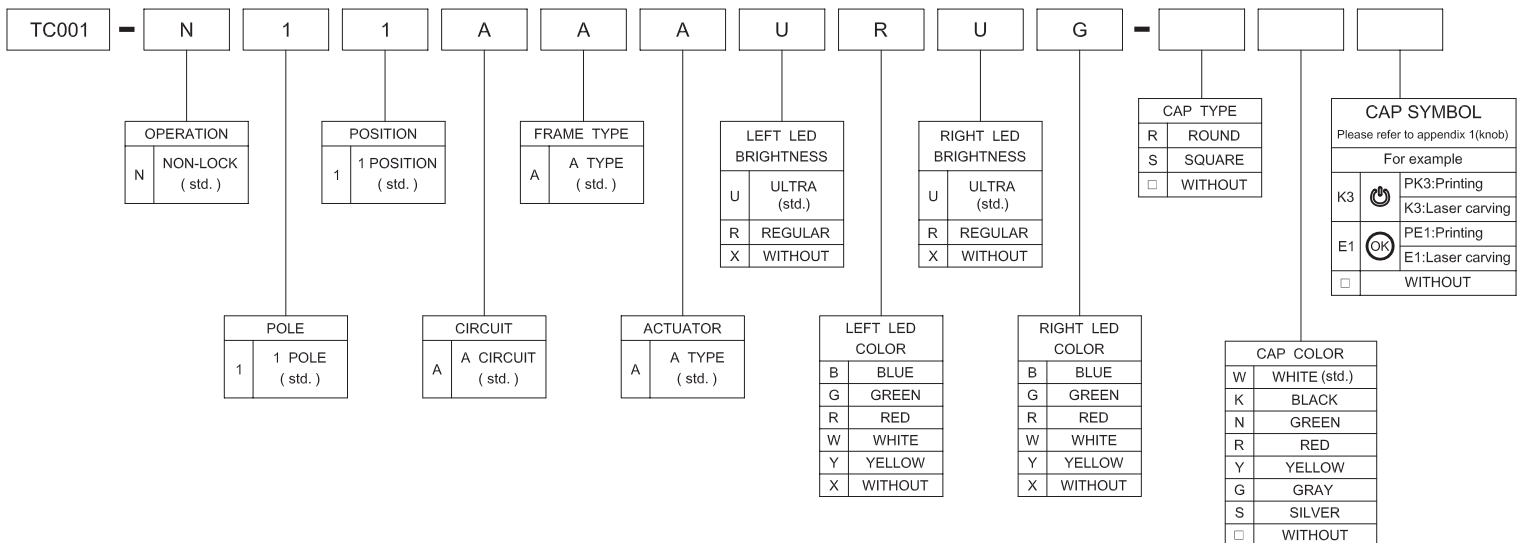 TC001 - N 1 1 A A A U R U G -
OPERATION
N NON-LOCK
( std. )
POSITION
1 1 POSITION
( std. )
FRAME TYPE
A A TYPE
( std. )
LEFT LED
BRIGHTNESS
U ULTRA
(std.)
R REGULAR
X WITHOUT
RIGHT LED
BRIGHTNESS
U ULTRA
(std.)
R REGULAR
X WITHOUT
CAP TYPE
R ROUND
S SQUARE
□ WITHOUT
CAP SYMBOL
Please refer to appendix 1(knob)
For example
K3 PK3:Printing
K3:Laser carving
E1 OK PE1:Printing
E1:Laser carving
□ WITHOUT
POLE
1 1 POLE
( std. )
CIRCUIT
A A CIRCUIT
( std. )
ACTUATOR
A A TYPE
( std. )
LEFT LED
COLOR
B BLUE
G GREEN
R RED
W WHITE
Y YELLOW
X WITHOUT
RIGHT LED
COLOR
B BLUE
G GREEN
R RED
W WHITE
Y YELLOW
X WITHOUT
CAP COLOR
W WHITE (std.)
K BLACK
N GREEN
R RED
Y YELLOW
G GRAY
S SILVER
□ WITHOUT